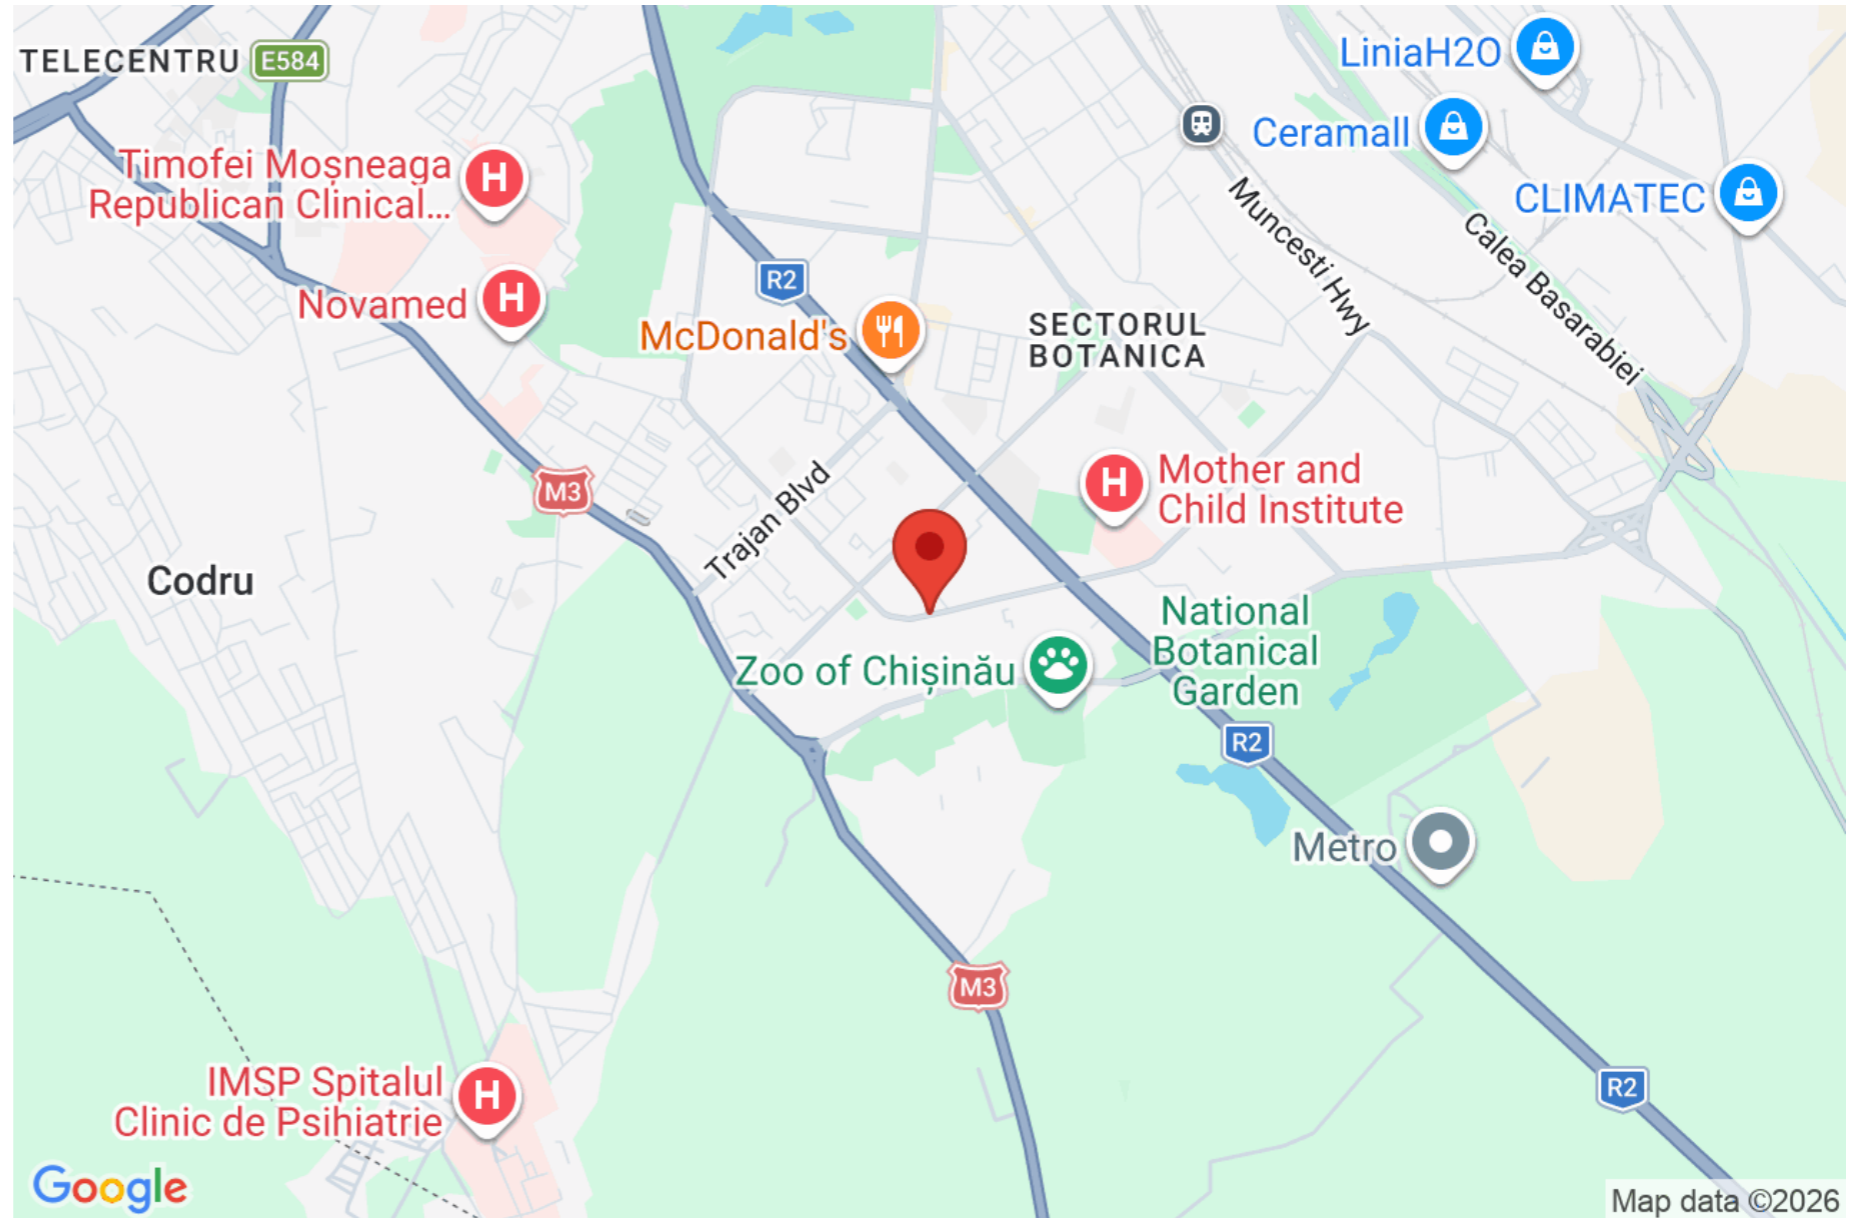 TELECENTRU
E584
LiniaH2O
Ceramall
CLIMATEC
Timofei Moșneaga
Republican Clinical...
Novamed
R2
McDonald's
SECTORUL
BOTANICA
Muncesti Hwy
Calea Basarabiei
M3
Trajan Blvd
Mother and
Child Institute
Codru
Zoo of Chișinău
National
Botanical
Garden
R2
Metro
M3
IMSP Spitalul
Clinic de Psihiatrie
R2
Google
Map data ©2026